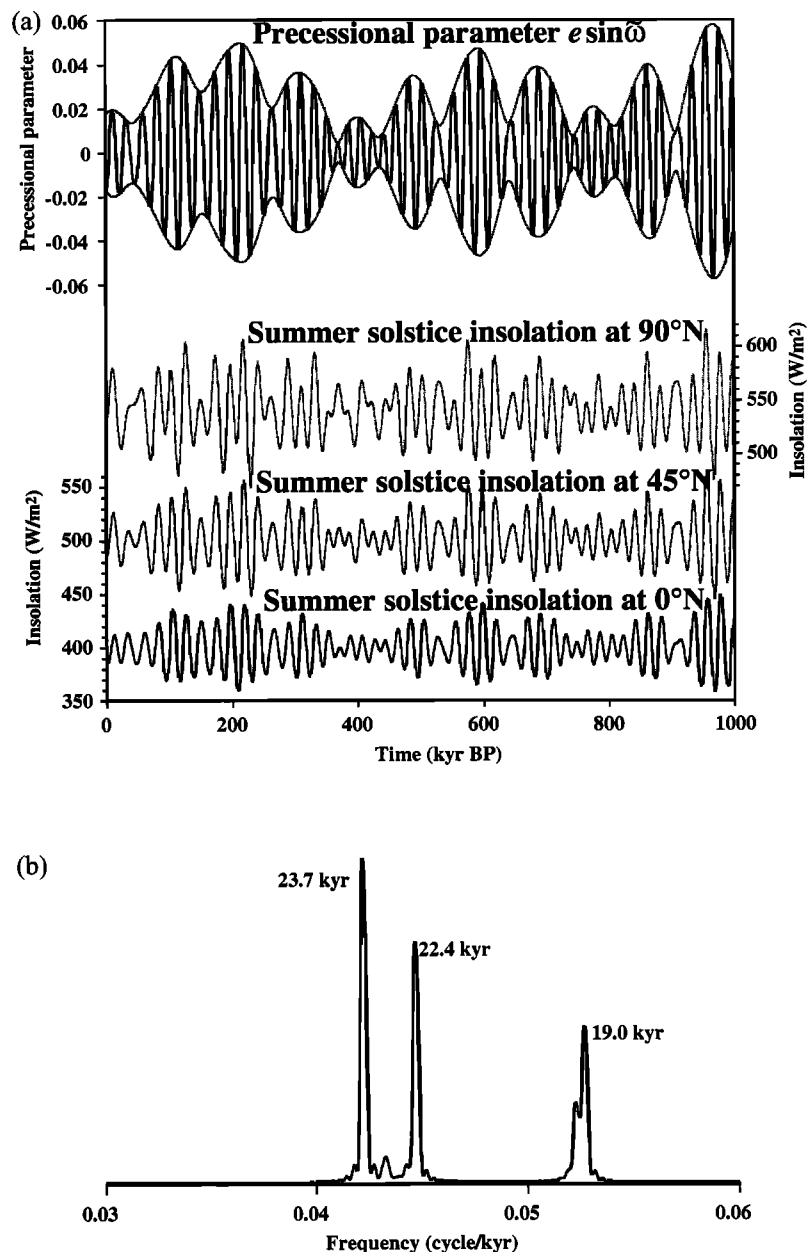 (a)
Precessional parameter e sinω̃
0.06
0.04
0.02
0
-0.02
-0.04
-0.06
Precessional parameter
Summer solstice insolation at 90°N
600
550
500
Insolation (W/m²)
Summer solstice insolation at 45°N
550
500
450
400
350
Insolation (W/m²)
Summer solstice insolation at 0°N
0 200 400 600 800 1000
Time (kyr BP)
(b)
23.7 kyr
22.4 kyr
19.0 kyr
0.03 0.04 0.05 0.06
Frequency (cycle/kyr)